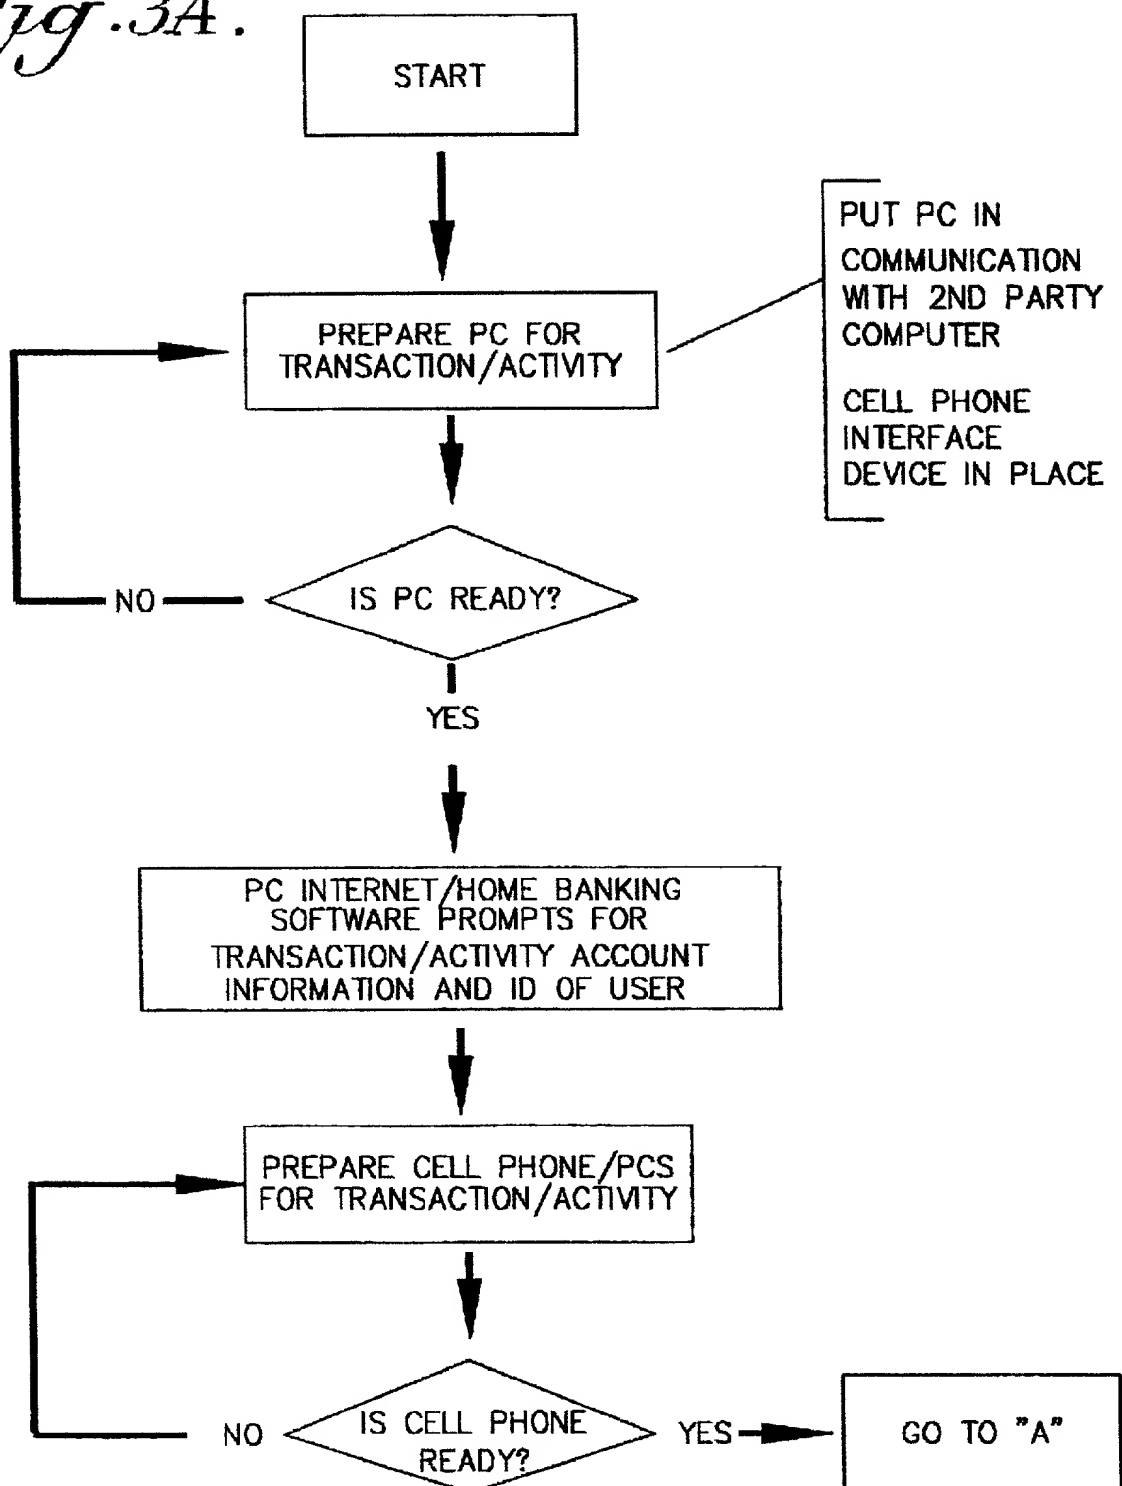 Fig. 3A.
START
PREPARE PC FOR
TRANSACTION/ACTIVITY
PUT PC IN
COMMUNICATION
WITH 2ND PARTY
COMPUTER
CELL PHONE
INTERFACE
DEVICE IN PLACE
IS PC READY?
NO
YES
PC INTERNET/HOME BANKING
SOFTWARE PROMPTS FOR
TRANSACTION/ACTIVITY ACCOUNT
INFORMATION AND ID OF USER
PREPARE CELL PHONE/PCS
FOR TRANSACTION/ACTIVITY
IS CELL PHONE
READY?
NO
YES
GO TO "A"